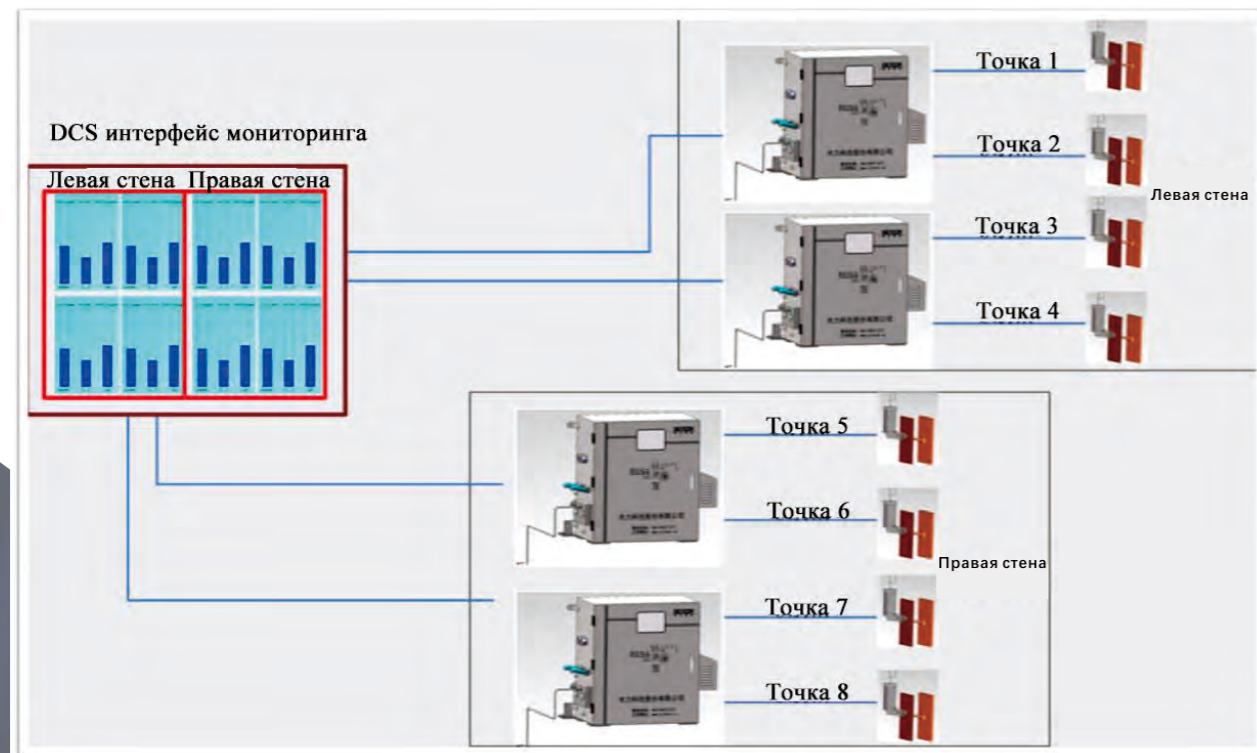 DCS интерфейс мониторинга
Левая стена Правая стена
Точка 1
Точка 2
Левая стена
Точка 3
Точка 4
Точка 5
Точка 6
Правая стена
Точка 7
Точка 8